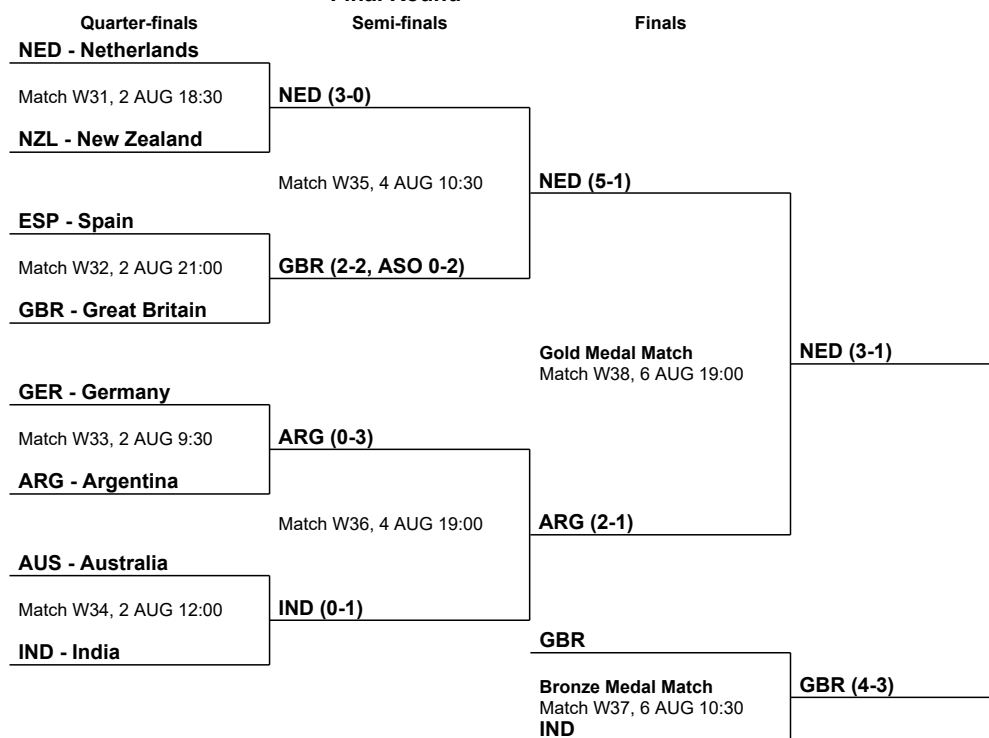 Final Round
Quarter-finals Semi-finals Finals
NED - Netherlands
Match W31, 2 AUG 18:30
NED (3-0)
NZL - New Zealand
Match W35, 4 AUG 10:30
NED (5-1)
ESP - Spain
Match W32, 2 AUG 21:00
GBR (2-2, ASO 0-2)
GBR - Great Britain
Gold Medal Match
Match W38, 6 AUG 19:00
NED (3-1)
GER - Germany
Match W33, 2 AUG 9:30
ARG (0-3)
ARG - Argentina
Match W36, 4 AUG 19:00
ARG (2-1)
AUS - Australia
Match W34, 2 AUG 12:00
IND (0-1)
IND - India
GBR
Bronze Medal Match
Match W37, 6 AUG 10:30
GBR (4-3)
IND